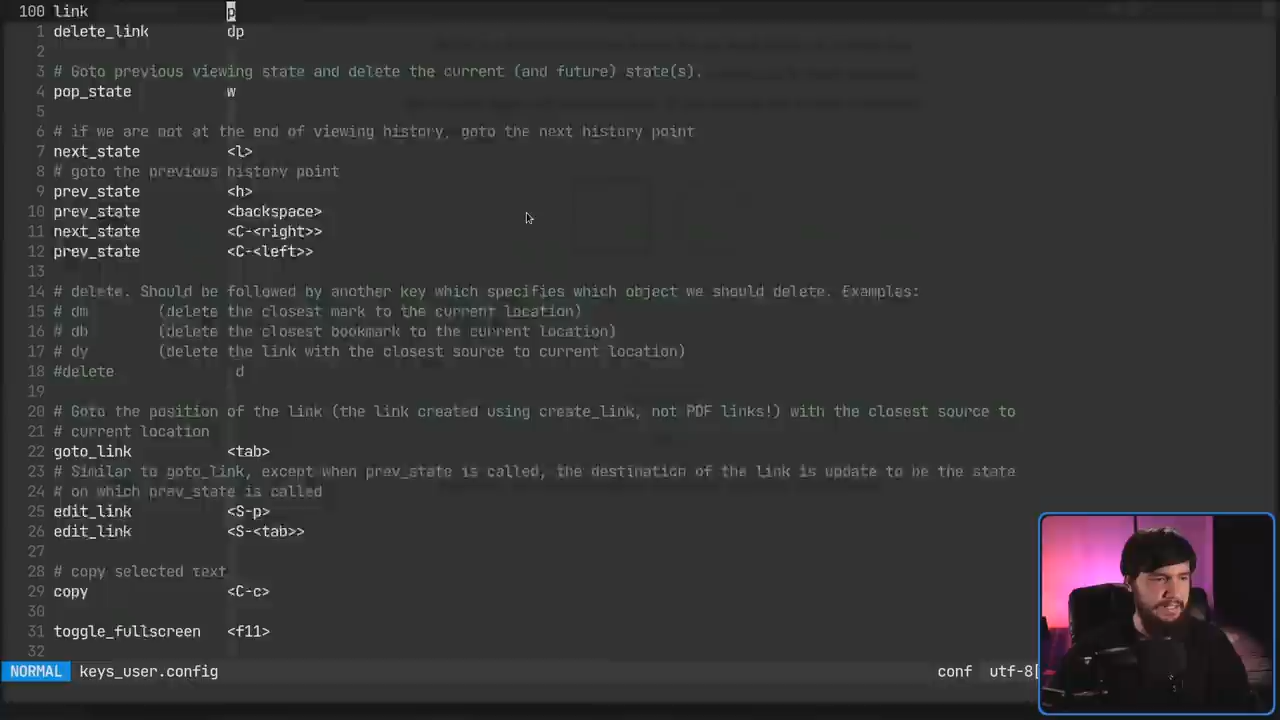 100 link p
1 delete_link dp
2
3 # Goto previous viewing state and delete the current (and future) state(s).
4 pop_state w
5
6 # if we are not at the end of viewing history, goto the next history point
7 next_state <l>
8 # goto the previous history point
9 prev_state <h>
10 prev_state <backspace>
11 next_state <C-<right>>
12 prev_state <C-<left>>
13
14 # delete. Should be followed by another key which specifies which object we should delete. Examples:
15 # dm (delete the closest mark to the current location)
16 # db (delete the closest bookmark to the current location)
17 # dy (delete the link with the closest source to current location)
18 #delete d
19
20 # Goto the position of the link (the link created using create_link, not PDF links!) with the closest source to
21 # current location
22 goto_link <tab>
23 # Similar to goto_link, except when prev_state is called, the destination of the link is update to be the state
24 # on which prev_state is called
25 edit_link <S-p>
26 edit_link <S-<tab>>
27
28 # copy selected text
29 copy <C-c>
30
31 toggle_fullscreen <f11>
32
NORMAL keys_user.config conf utf-8[